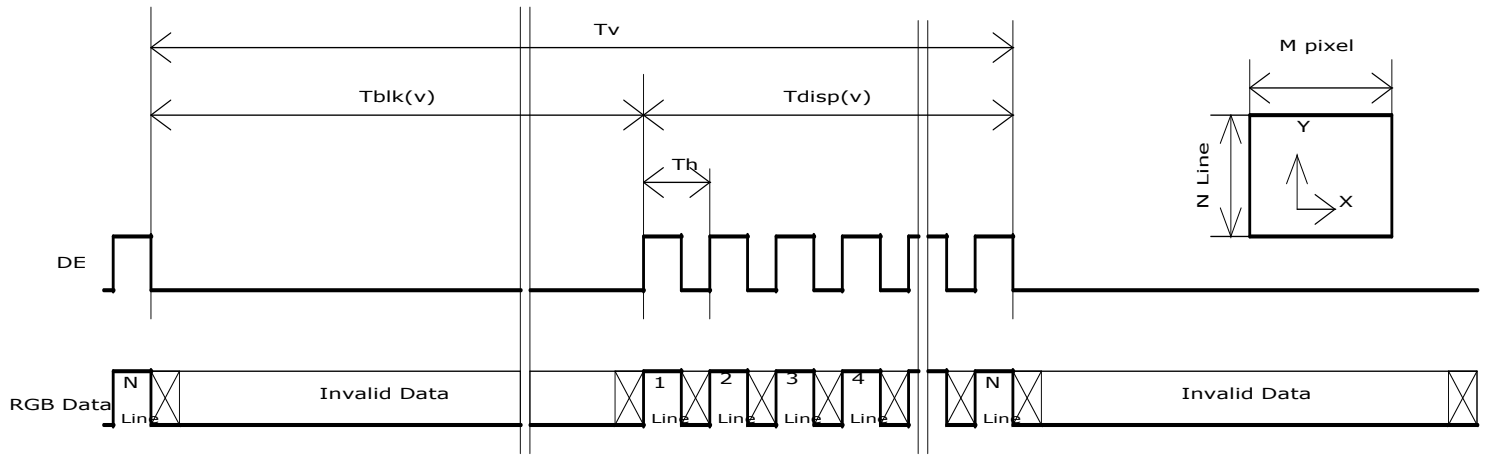 Tv
M pixel
Tblk(v)
Tdisp(v)
Y
N Line
Th
X
DE
N
1
2
3
4
N
Invalid Data
Invalid Data
RGB Data
Line
Line
Line
Line
Line
Line